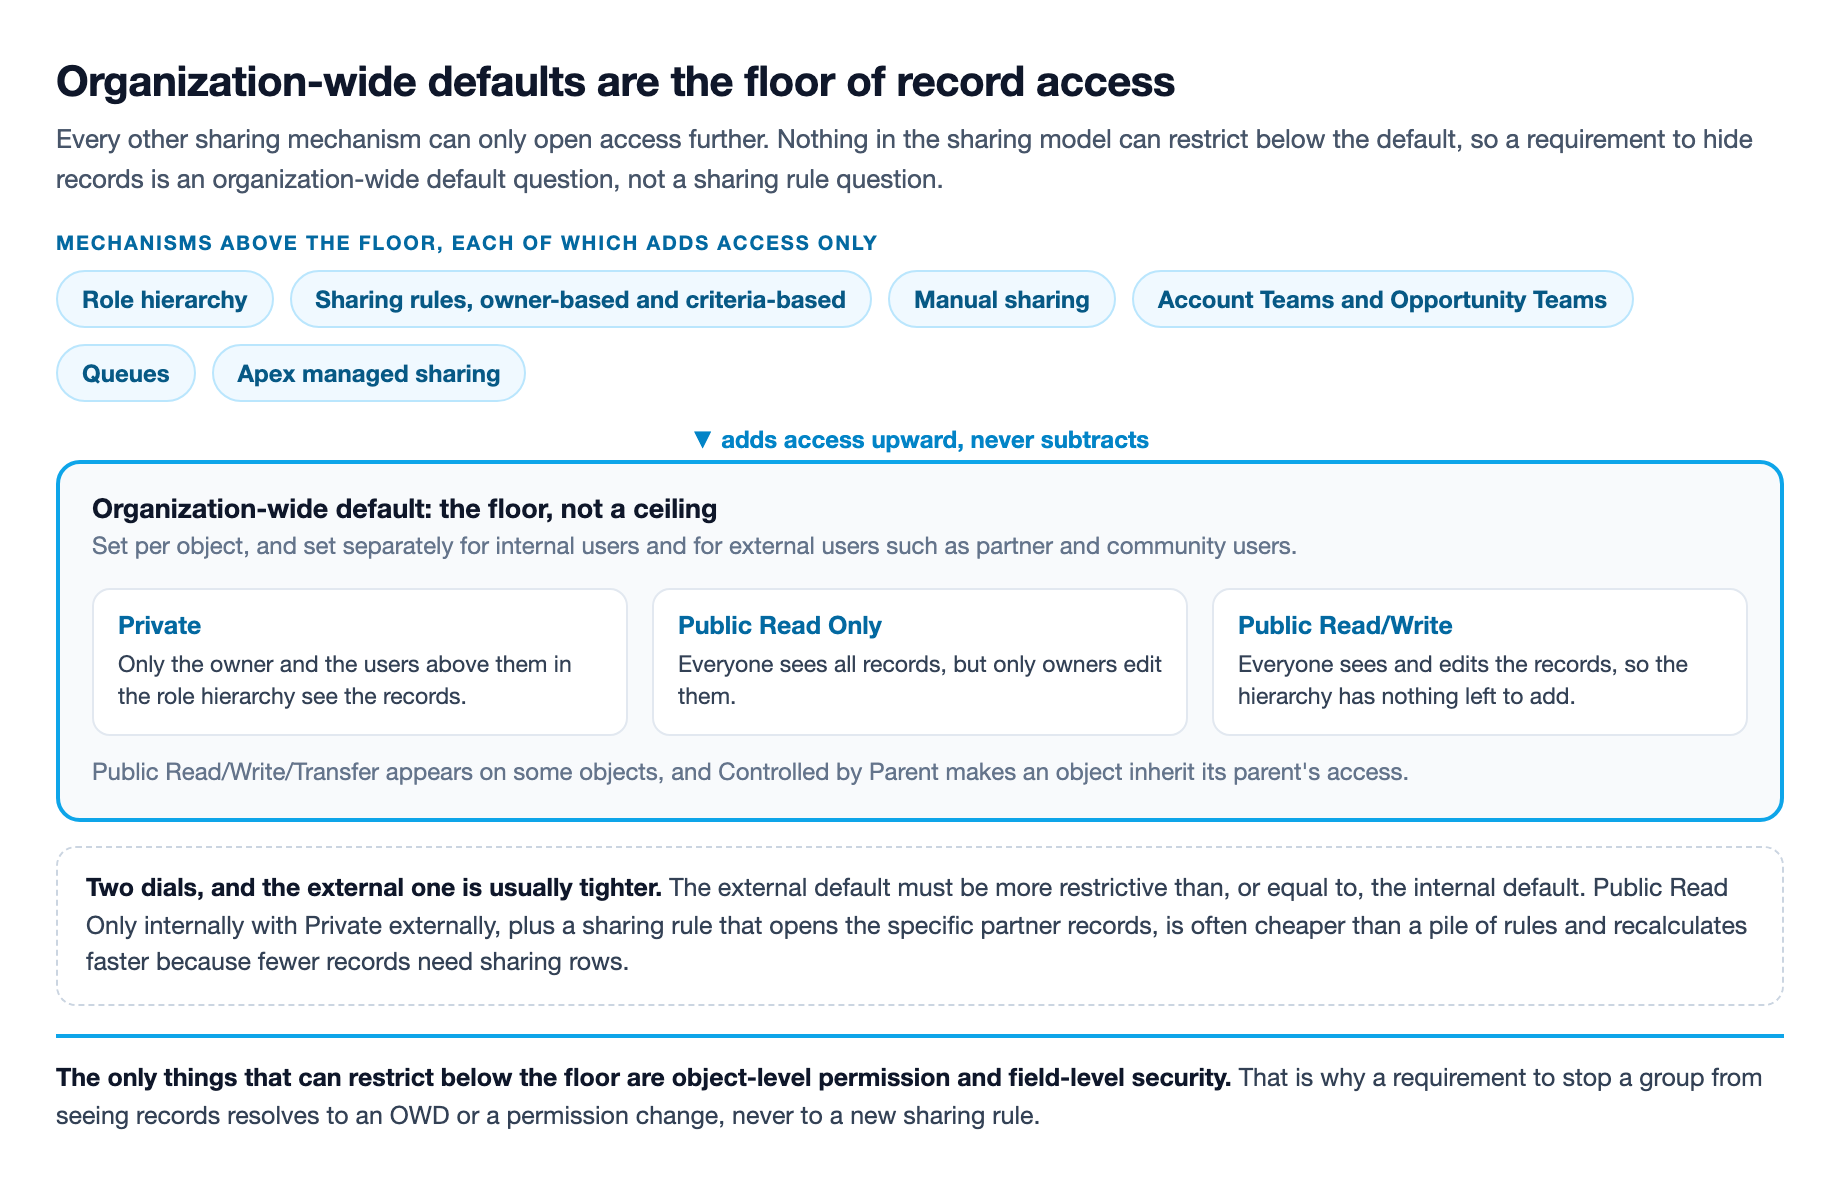 Organization-wide defaults are the floor of record access
Every other sharing mechanism can only open access further. Nothing in the sharing model can restrict below the default, so a requirement to hide
records is an organization-wide default question, not a sharing rule question.
MECHANISMS ABOVE THE FLOOR, EACH OF WHICH ADDS ACCESS ONLY
Role hierarchy
Sharing rules, owner-based and criteria-based
Manual sharing
Account Teams and Opportunity Teams
Queues
Apex managed sharing
▼ adds access upward, never subtracts
Organization-wide default: the floor, not a ceiling
Set per object, and set separately for internal users and for external users such as partner and community users.
Private
Only the owner and the users above them in
the role hierarchy see the records.
Public Read Only
Everyone sees all records, but only owners edit
them.
Public Read/Write
Everyone sees and edits the records, so the
hierarchy has nothing left to add.
Public Read/Write/Transfer appears on some objects, and Controlled by Parent makes an object inherit its parent's access.
Two dials, and the external one is usually tighter. The external default must be more restrictive than, or equal to, the internal default. Public Read
Only internally with Private externally, plus a sharing rule that opens the specific partner records, is often cheaper than a pile of rules and recalculates
faster because fewer records need sharing rows.
The only things that can restrict below the floor are object-level permission and field-level security. That is why a requirement to stop a group from
seeing records resolves to an OWD or a permission change, never to a new sharing rule.